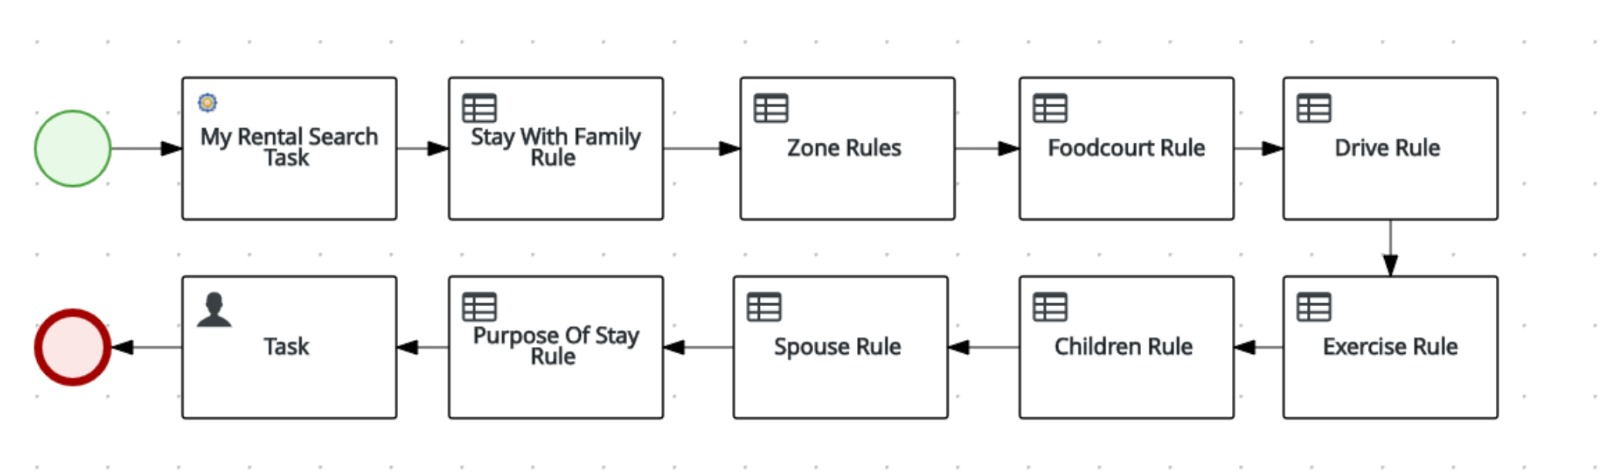 My Rental Search
Task
Stay With Family
Rule
Zone Rules
Foodcourt Rule
Drive Rule
Task
Purpose Of Stay
Rule
Spouse Rule
Children Rule
Exercise Rule